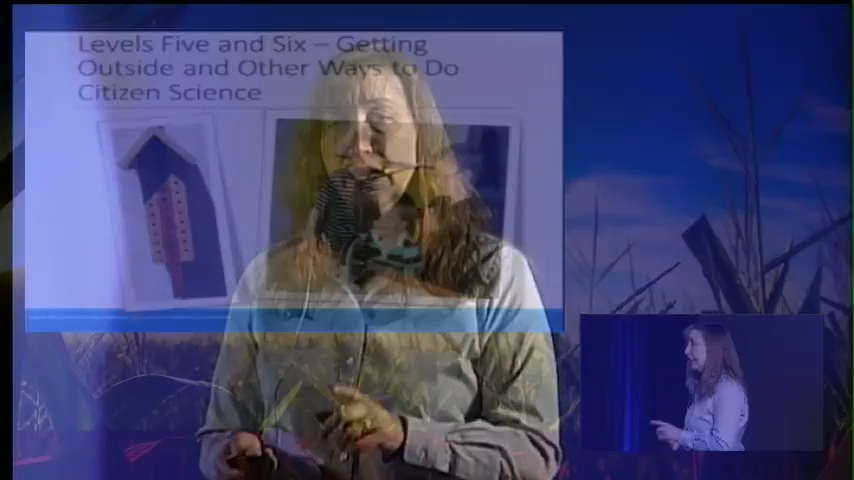 Levels Five and Six – Getting
Outside and Other Ways to Do
Citizen Science